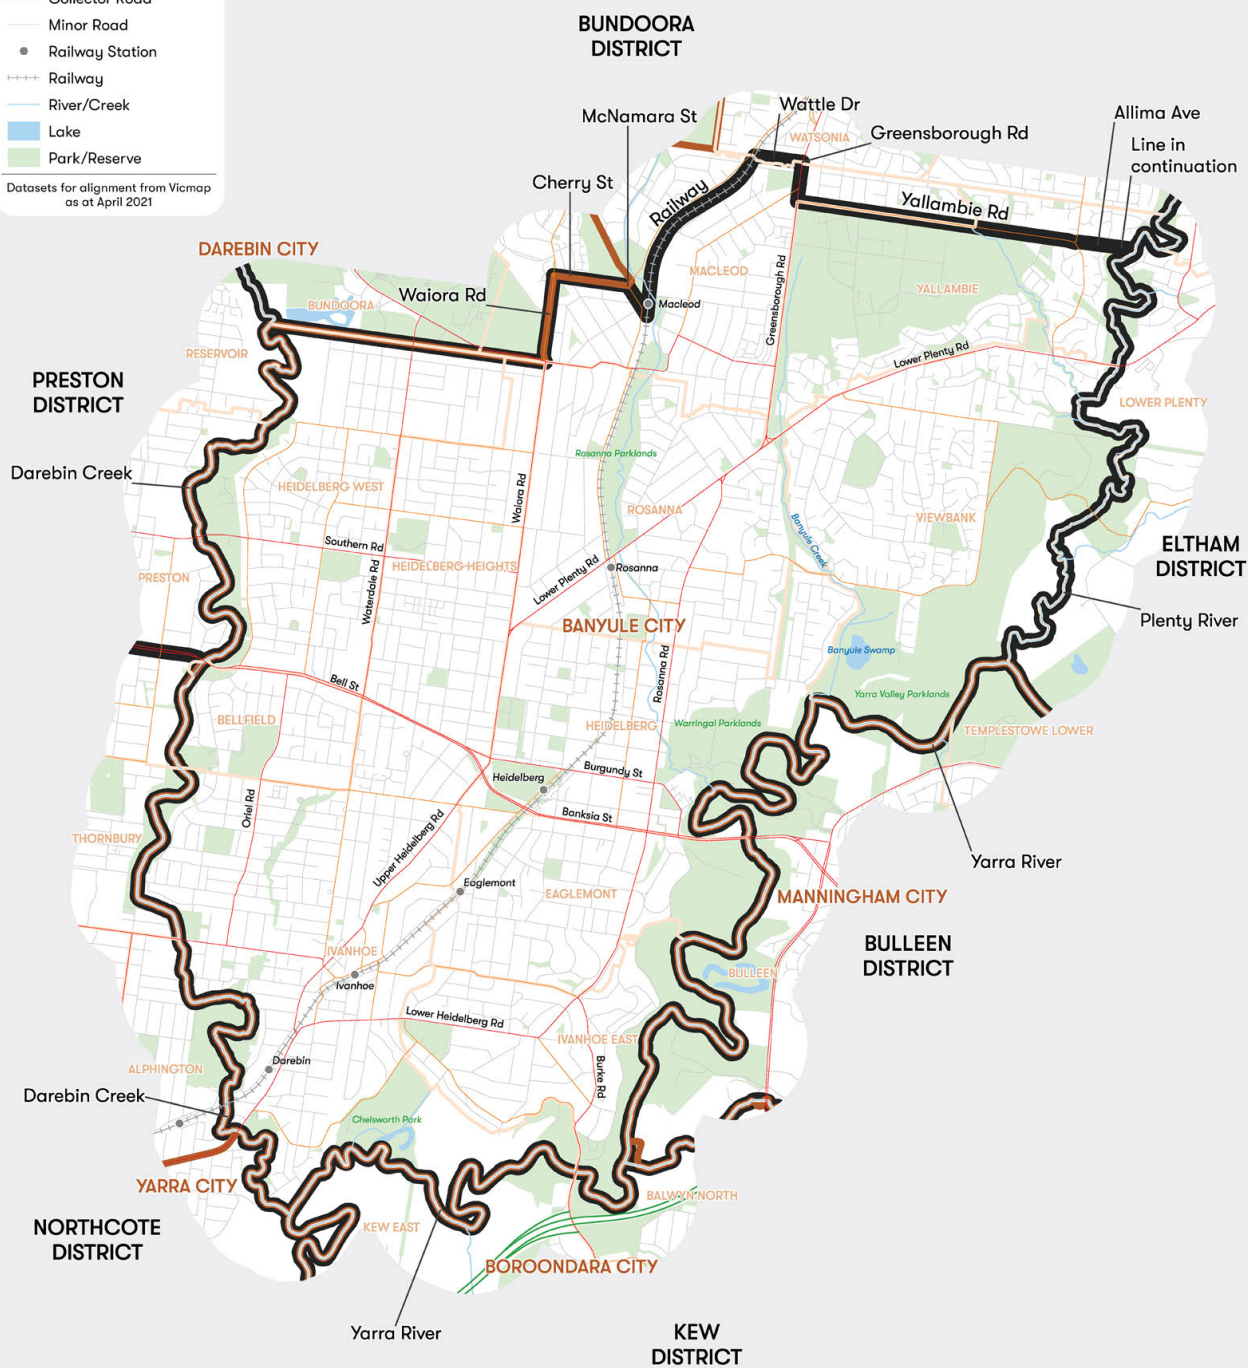 Collector Road
Minor Road
Railway Station
Railway
River/Creek
Lake
Park/Reserve
Datasets for alignment from Vicmap
as at April 2021
BUNDOORA
DISTRICT
McNamara St
Wattle Dr
WATSONIA
Greensborough Rd
Allima Ave
Line in
continuation
Cherry St
Railway
Yallambie Rd
DAREBIN CITY
Waiora Rd
BUNDOORA
MACLEOD
Macleod
Greensborough Rd
YALLAMBIE
RESERVOIR
Lower Plenty Rd
PRESTON
DISTRICT
LOWER PLENTY
Darebin Creek
Rosanna Parklands
HEIDELBERG WEST
Waiora Rd
ROSANNA
Banyule Creek
VIEWBANK
Southern Rd
ELTHAM
DISTRICT
PRESTON
Waterdale Rd
HEIDELBERG HEIGHTS
Lower Plenty Rd
Rosanna
BANYULE CITY
Plenty River
Banyule Swamp
Rosanna Rd
Bell St
Yarra Valley Parklands
BELLFIELD
HEIDELBERG
Warringal Parklands
TEMPLESTOWE LOWER
Heidelberg
Burgundy St
Oriel Rd
Banksia St
THORNBURY
Upper Heidelberg Rd
Yarra River
Eaglemont
EAGLEMONT
MANNINGHAM CITY
BULLEEN
DISTRICT
IVANHOE
Ivanhoe
BULLEEN
Lower Heidelberg Rd
IVANHOE EAST
Darebin
ALPHINGTON
Burke Rd
Darebin Creek
Chelsworth Park
YARRA CITY
BALWYN NORTH
NORTHCOTE
DISTRICT
KEW EAST
BOROONDARA CITY
Yarra River
KEW
DISTRICT